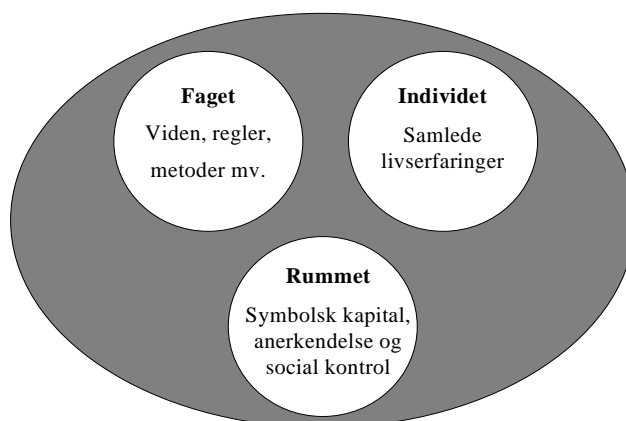 Faget
Viden, regler,
metoder mv.
Individet
Samlede
livserfaringer
Rummet
Symbolsk kapital,
anerkendelse og
social kontrol